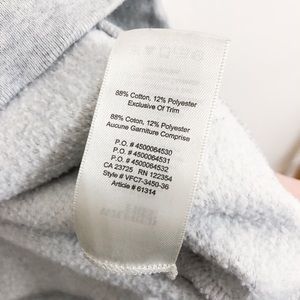 88% Cotton, 12% Polyester
Exclusive Of Trim
88% Coton, 12% Polyester
Aucune Garniture Comprise
P.O. # 4500064530
P.O. # 4500064531
P.O. # 4500064532
CA 23725 RN 122354
Style # VFC7-3450-36
Article # 61314